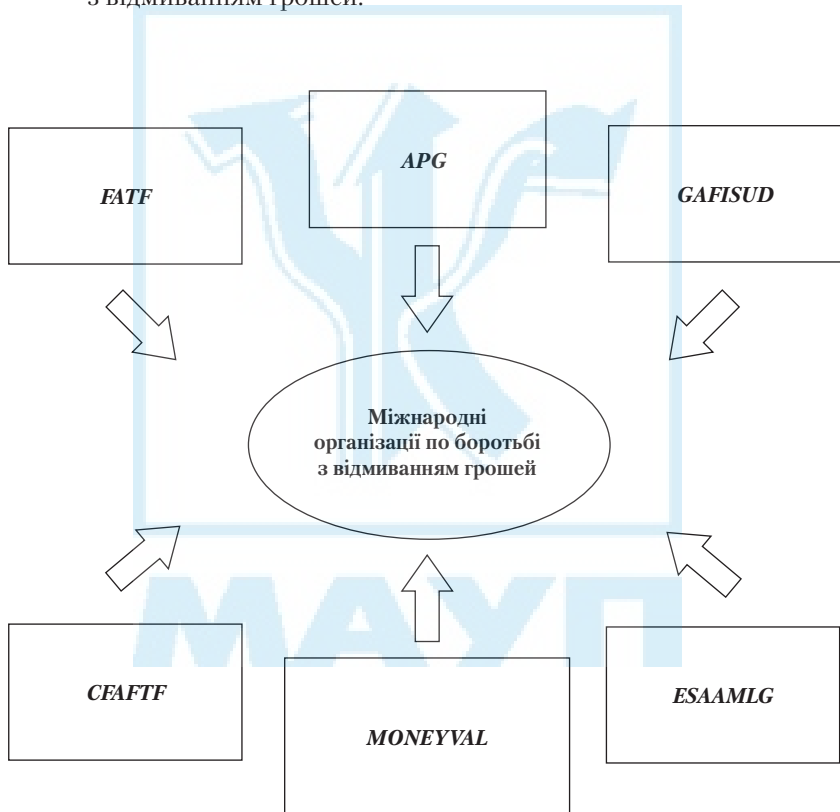 з відмиванням грошей.
FATF
APG
GAFISUD
Міжнародні
організації по боротьбі
з відмиванням грошей
CFAFTF
MONEYVAL
ESAAMLG
МАУП